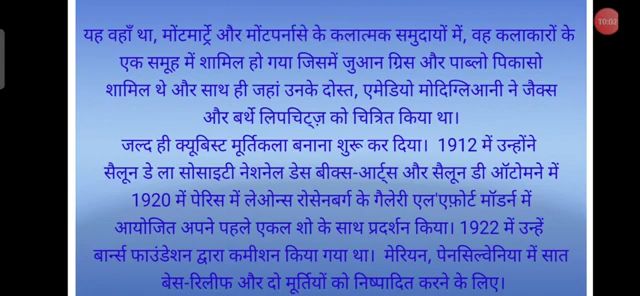 10:02
यह वहाँ था, मोंटमार्ट्रे और मोंटपर्नासे के कलात्मक समुदायों में, वह कलाकारों के
एक समूह में शामिल हो गया जिसमें जुआन ग्रिस और पाब्लो पिकासो
शामिल थे और साथ ही जहां उनके दोस्त, एमेडियो मोदिग्लिआनी ने जैक्स
और बर्थे लिपचिट्ज़ को चित्रित किया था।
जल्द ही क्यूबिस्ट मूर्तिकला बनाना शुरू कर दिया। 1912 में उन्होंने
सैलून डे ला सोसाइटी नेशनेल डेस बीक्स-आर्ट्स और सैलून डी ऑटोमने में
1920 में पेरिस में लेओन्स रोसेनबर्ग के गैलेरी एल'एफ़ोर्ट मॉडर्न में
आयोजित अपने पहले एकल शो के साथ प्रदर्शन किया। 1922 में उन्हें
बार्न्स फाउंडेशन द्वारा कमीशन किया गया था। मेरियन, पेनसिल्वेनिया में सात
बेस-रिलीफ और दो मूर्तियों को निष्पादित करने के लिए।